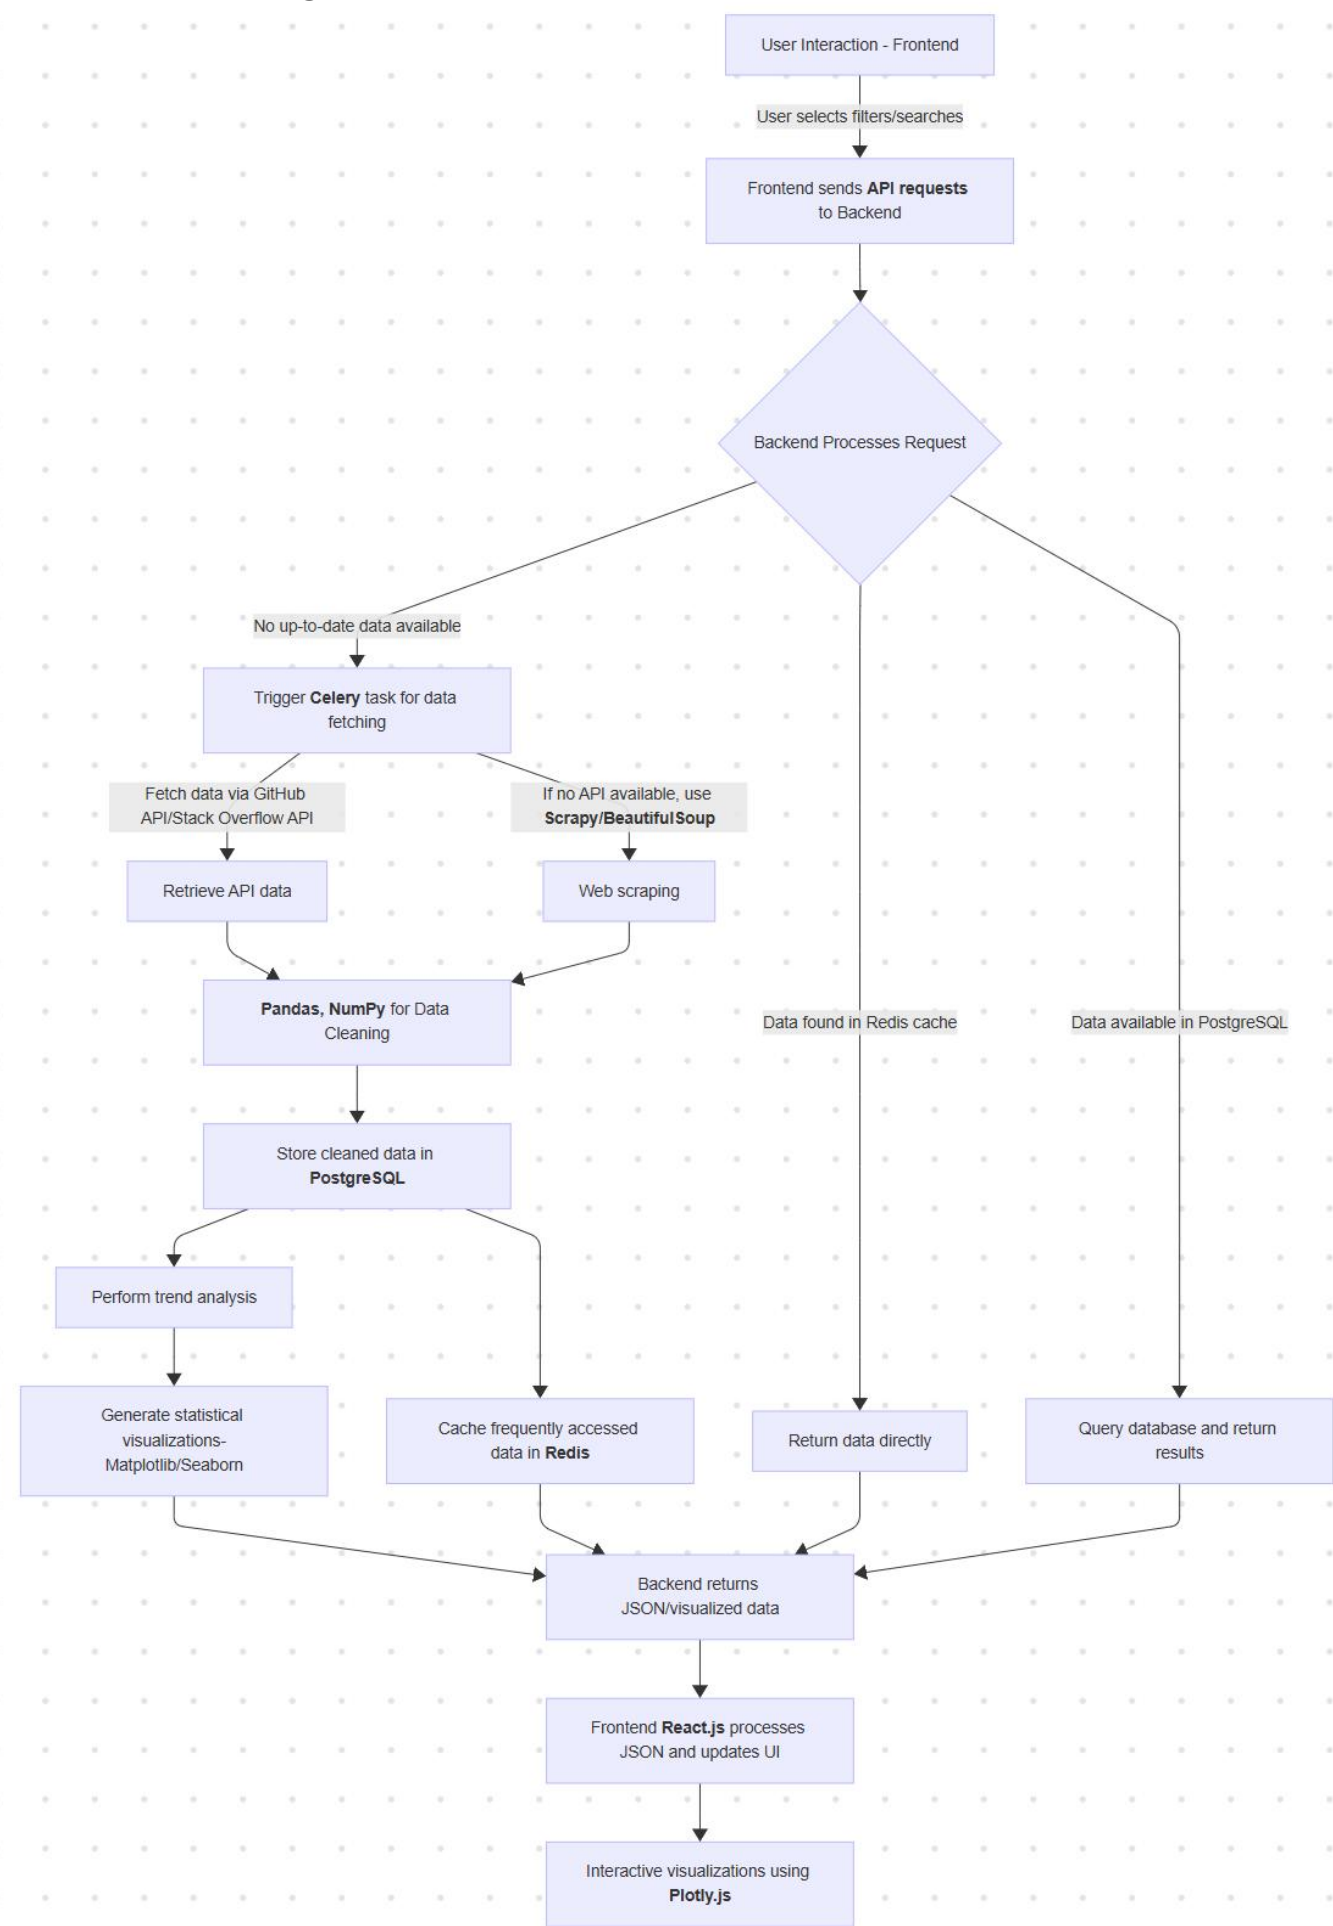 User Interaction - Frontend
User selects filters/searches
Frontend sends API requests
to Backend
Backend Processes Request
No up-to-date data available
Trigger Celery task for data
fetching
Fetch data via GitHub
API/Stack Overflow API
If no API available, use
Scrapy/BeautifulSoup
Retrieve API data
Web scraping
Pandas, NumPy for Data
Cleaning
Data found in Redis cache
Data available in PostgreSQL
Store cleaned data in
PostgreSQL
Perform trend analysis
Generate statistical
visualizations-
Matplotlib/Seaborn
Cache frequently accessed
data in Redis
Return data directly
Query database and return
results
Backend returns
JSON/visualized data
Frontend React.js processes
JSON and updates UI
Interactive visualizations using
Plotly.js